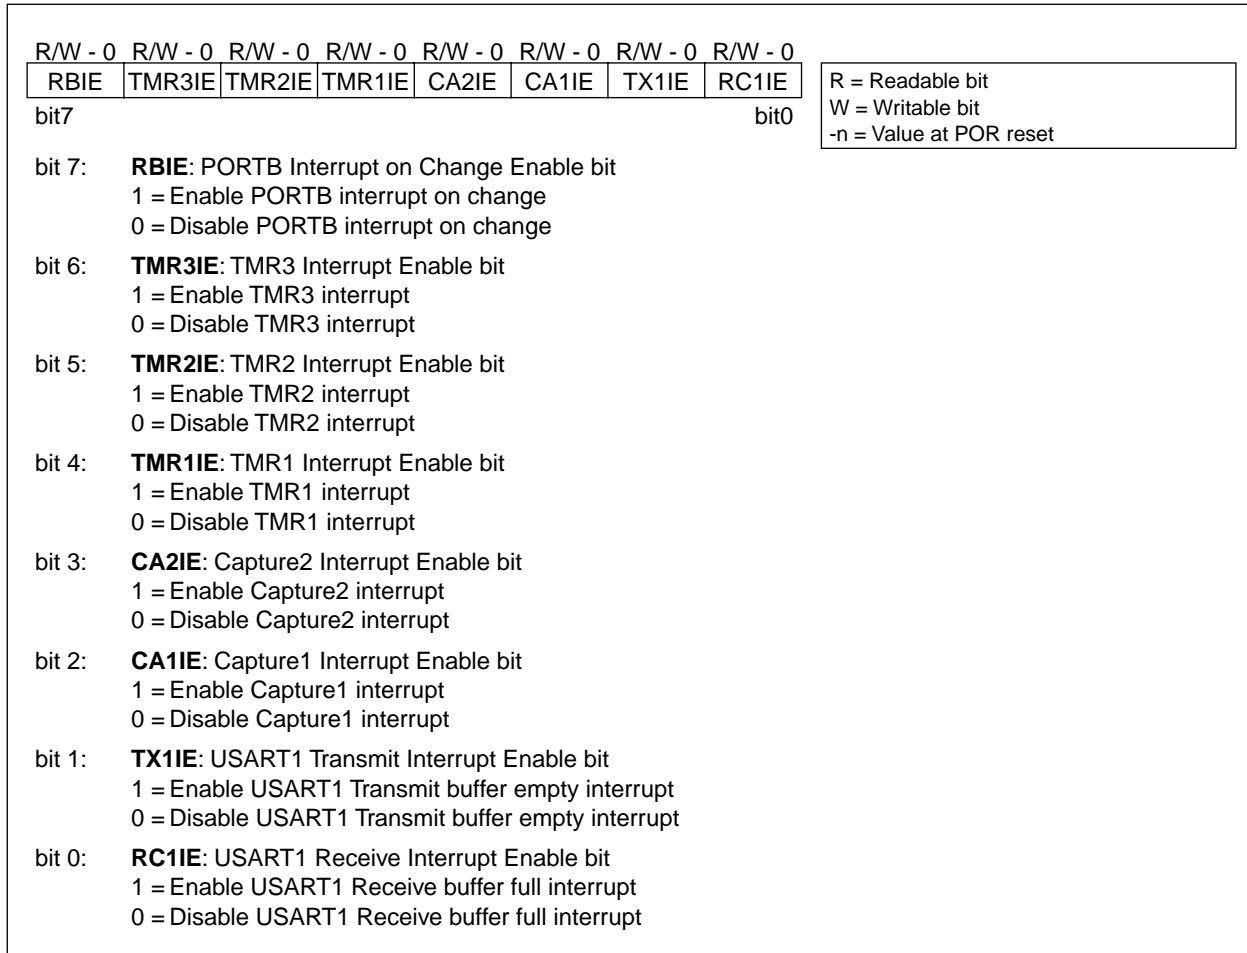 R/W - 0 R/W - 0 R/W - 0 R/W - 0 R/W - 0 R/W - 0 R/W - 0 R/W - 0
RBIE TMR3IE TMR2IE TMR1IE CA2IE CA1IE TX1IE RC1IE
bit7 bit0
R = Readable bit
W = Writable bit
-n = Value at POR reset
bit 7: RBIE: PORTB Interrupt on Change Enable bit
1 = Enable PORTB interrupt on change
0 = Disable PORTB interrupt on change
bit 6: TMR3IE: TMR3 Interrupt Enable bit
1 = Enable TMR3 interrupt
0 = Disable TMR3 interrupt
bit 5: TMR2IE: TMR2 Interrupt Enable bit
1 = Enable TMR2 interrupt
0 = Disable TMR2 interrupt
bit 4: TMR1IE: TMR1 Interrupt Enable bit
1 = Enable TMR1 interrupt
0 = Disable TMR1 interrupt
bit 3: CA2IE: Capture2 Interrupt Enable bit
1 = Enable Capture2 interrupt
0 = Disable Capture2 interrupt
bit 2: CA1IE: Capture1 Interrupt Enable bit
1 = Enable Capture1 interrupt
0 = Disable Capture1 interrupt
bit 1: TX1IE: USART1 Transmit Interrupt Enable bit
1 = Enable USART1 Transmit buffer empty interrupt
0 = Disable USART1 Transmit buffer empty interrupt
bit 0: RC1IE: USART1 Receive Interrupt Enable bit
1 = Enable USART1 Receive buffer full interrupt
0 = Disable USART1 Receive buffer full interrupt